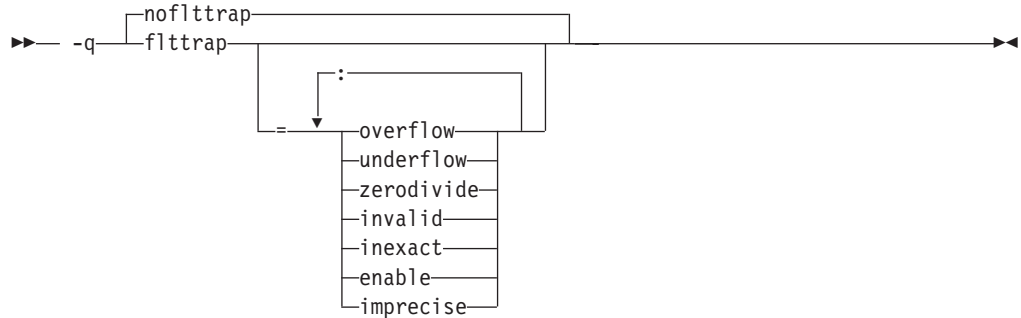 noflttrap
-q flttrap
:
= overflow
underflow
zerodivide
invalid
inexact
enable
imprecise